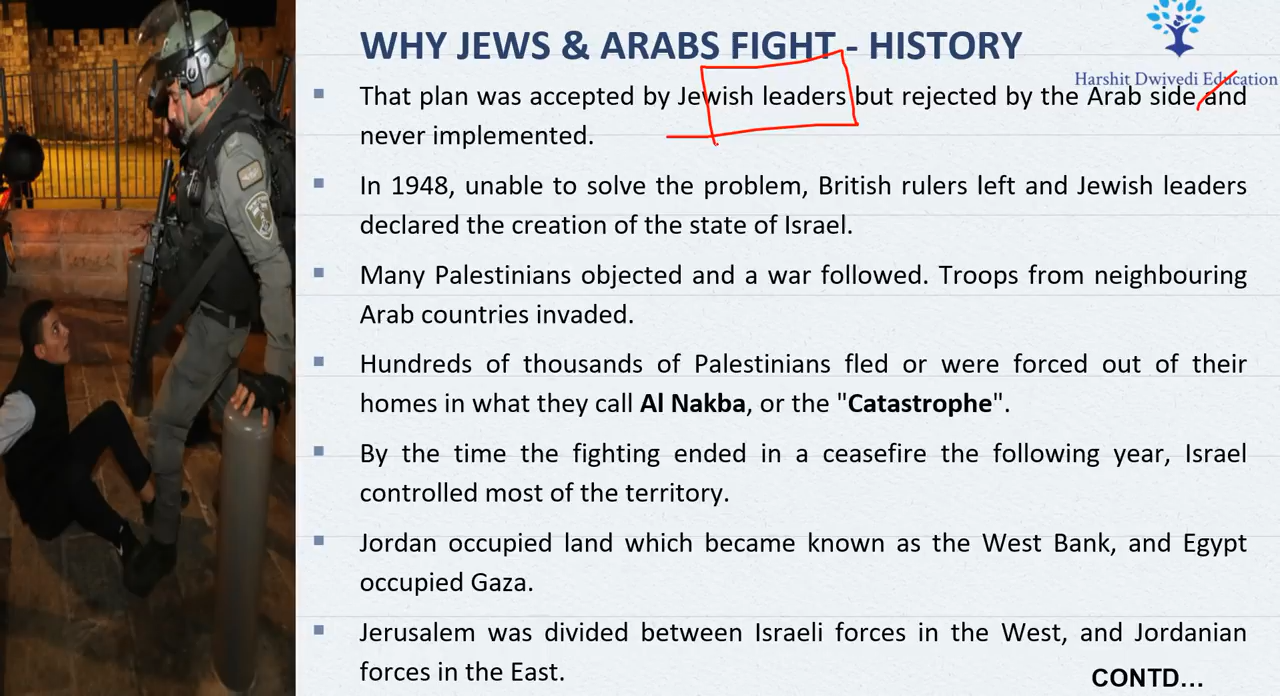 WHY JEWS & ARABS FIGHT - HISTORY
Harshit Dwivedi Education
▪ That plan was accepted by Jewish leaders but rejected by the Arab side and
never implemented.
▪ In 1948, unable to solve the problem, British rulers left and Jewish leaders
declared the creation of the state of Israel.
▪ Many Palestinians objected and a war followed. Troops from neighbouring
Arab countries invaded.
▪ Hundreds of thousands of Palestinians fled or were forced out of their
homes in what they call Al Nakba, or the "Catastrophe".
▪ By the time the fighting ended in a ceasefire the following year, Israel
controlled most of the territory.
▪ Jordan occupied land which became known as the West Bank, and Egypt
occupied Gaza.
▪ Jerusalem was divided between Israeli forces in the West, and Jordanian
forces in the East.
CONTD...